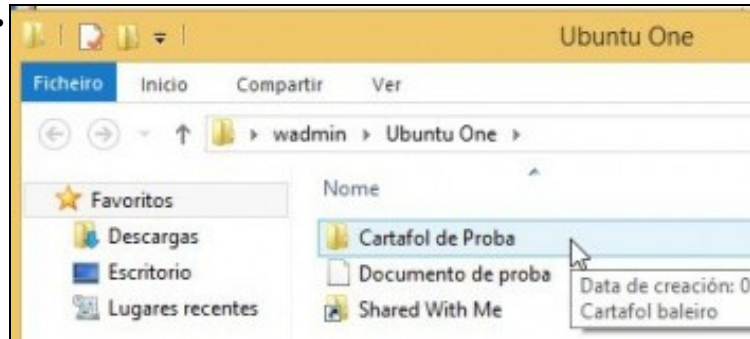 Ubuntu One
Ficheiro Inicio Compartir Ver
wadmin Ubuntu One
Favoritos
Descargas
Escritorio
Lugares recentes
Nome
Cartafol de Proba
Documento de proba
Shared With Me
Data de creación: 0
Cartafol baleiro